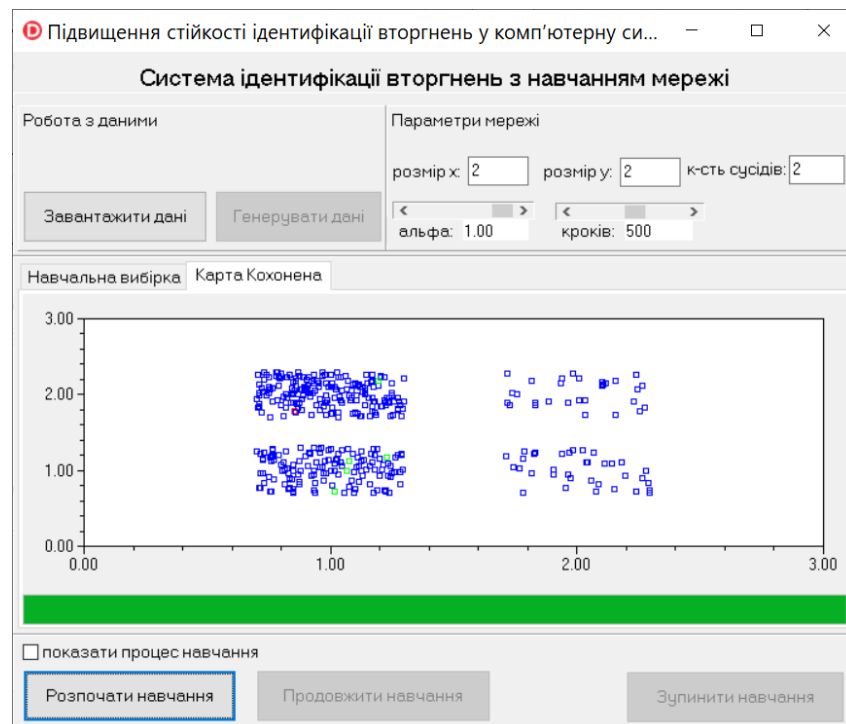 Підвищення стійкості ідентифікації вторгнень у комп’ютерну си...
Система ідентифікації вторгнень з навчанням мережі
Робота з даними
Параметри мережі
розмір x: 2 розмір y: 2 к-сть сусідів: 2
Завантажити дані Генерувати дані
альфа: 1.00 кроків: 500
Навчальна вибірка Карта Кохонена
3.00
2.00
1.00
0.00
0.00 1.00 2.00 3.00
показати процес навчання
Розпочати навчання Продовжити навчання Зупинити навчання